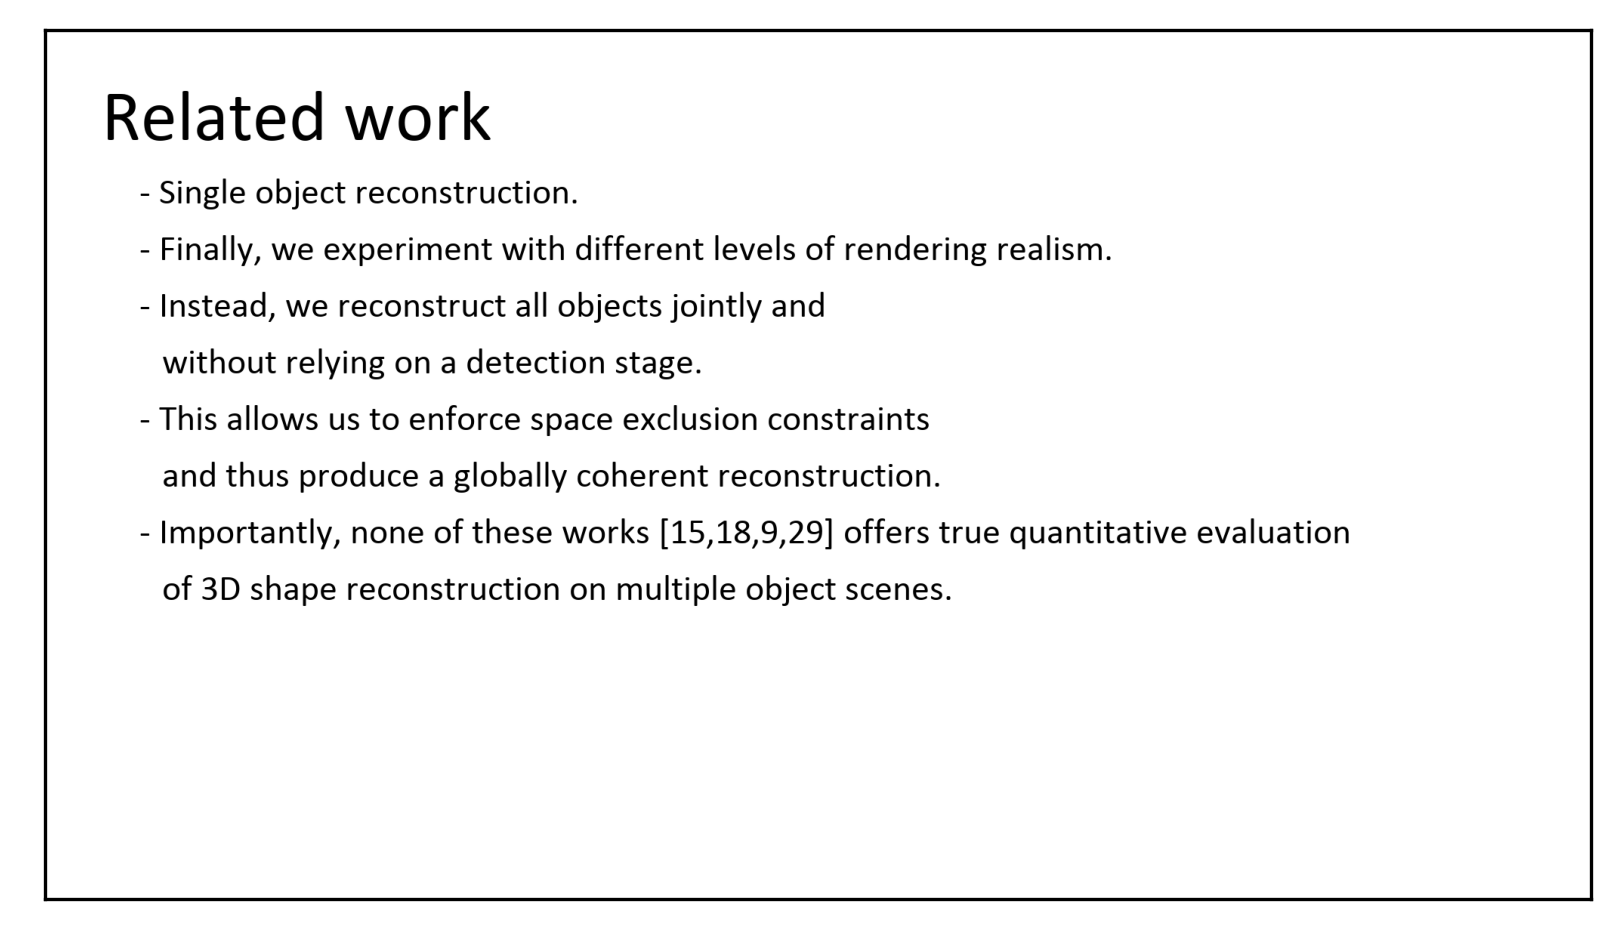 Related work
- Single object reconstruction.
- Finally, we experiment with different levels of rendering realism.
- Instead, we reconstruct all objects jointly and
without relying on a detection stage.
- This allows us to enforce space exclusion constraints
and thus produce a globally coherent reconstruction.
- Importantly, none of these works [15,18,9,29] offers true quantitative evaluation
of 3D shape reconstruction on multiple object scenes.